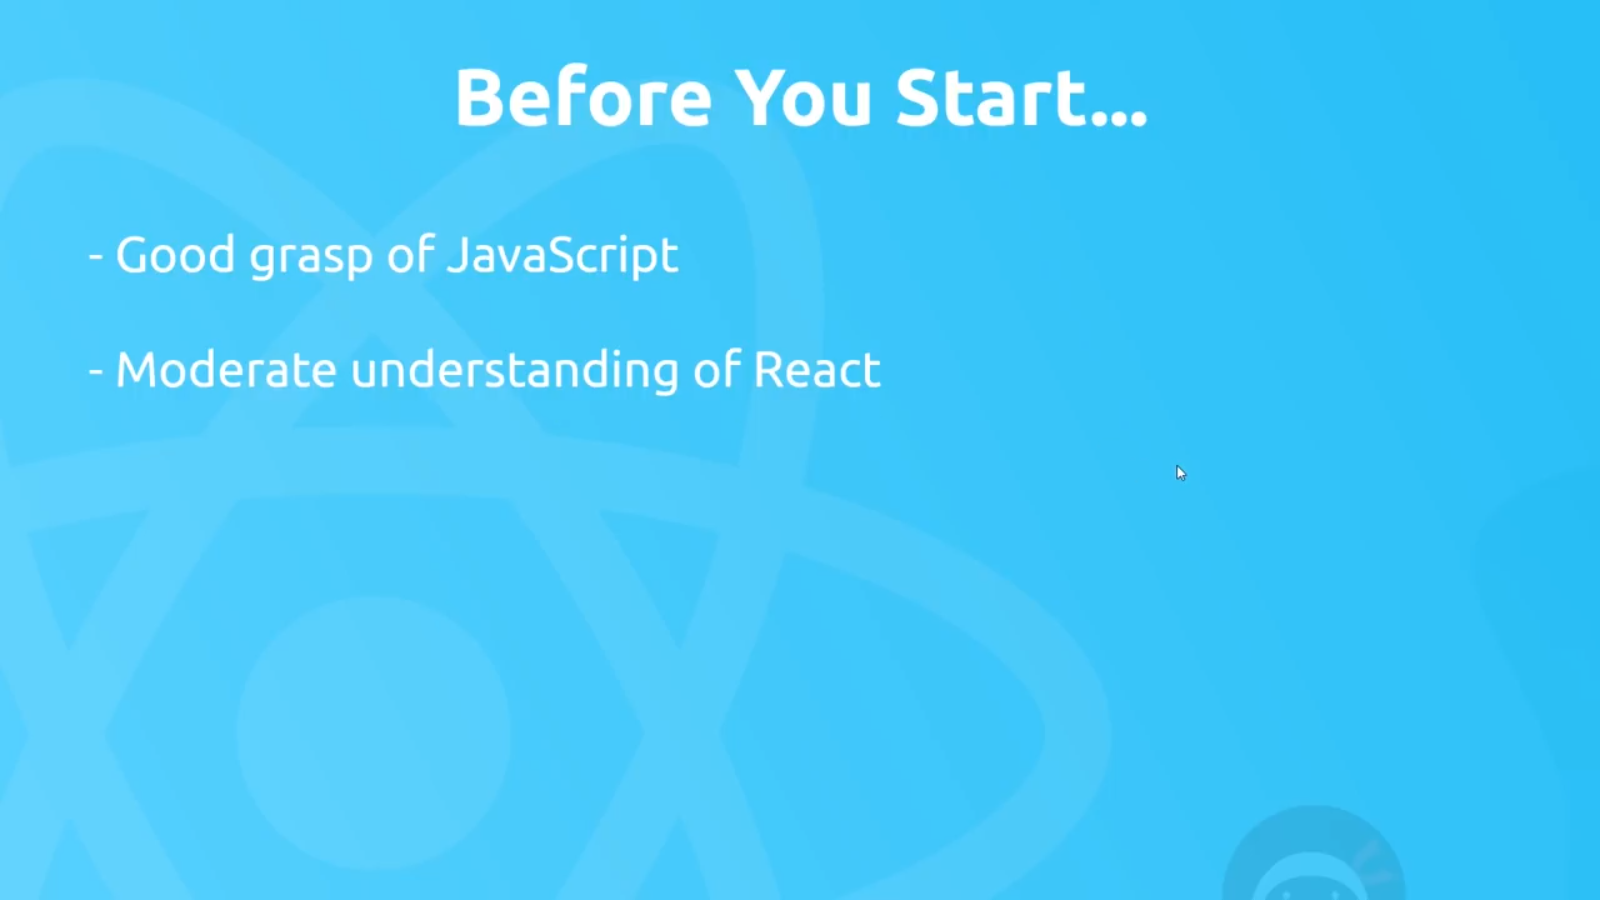 Before You Start...
- Good grasp of JavaScript
- Moderate understanding of React